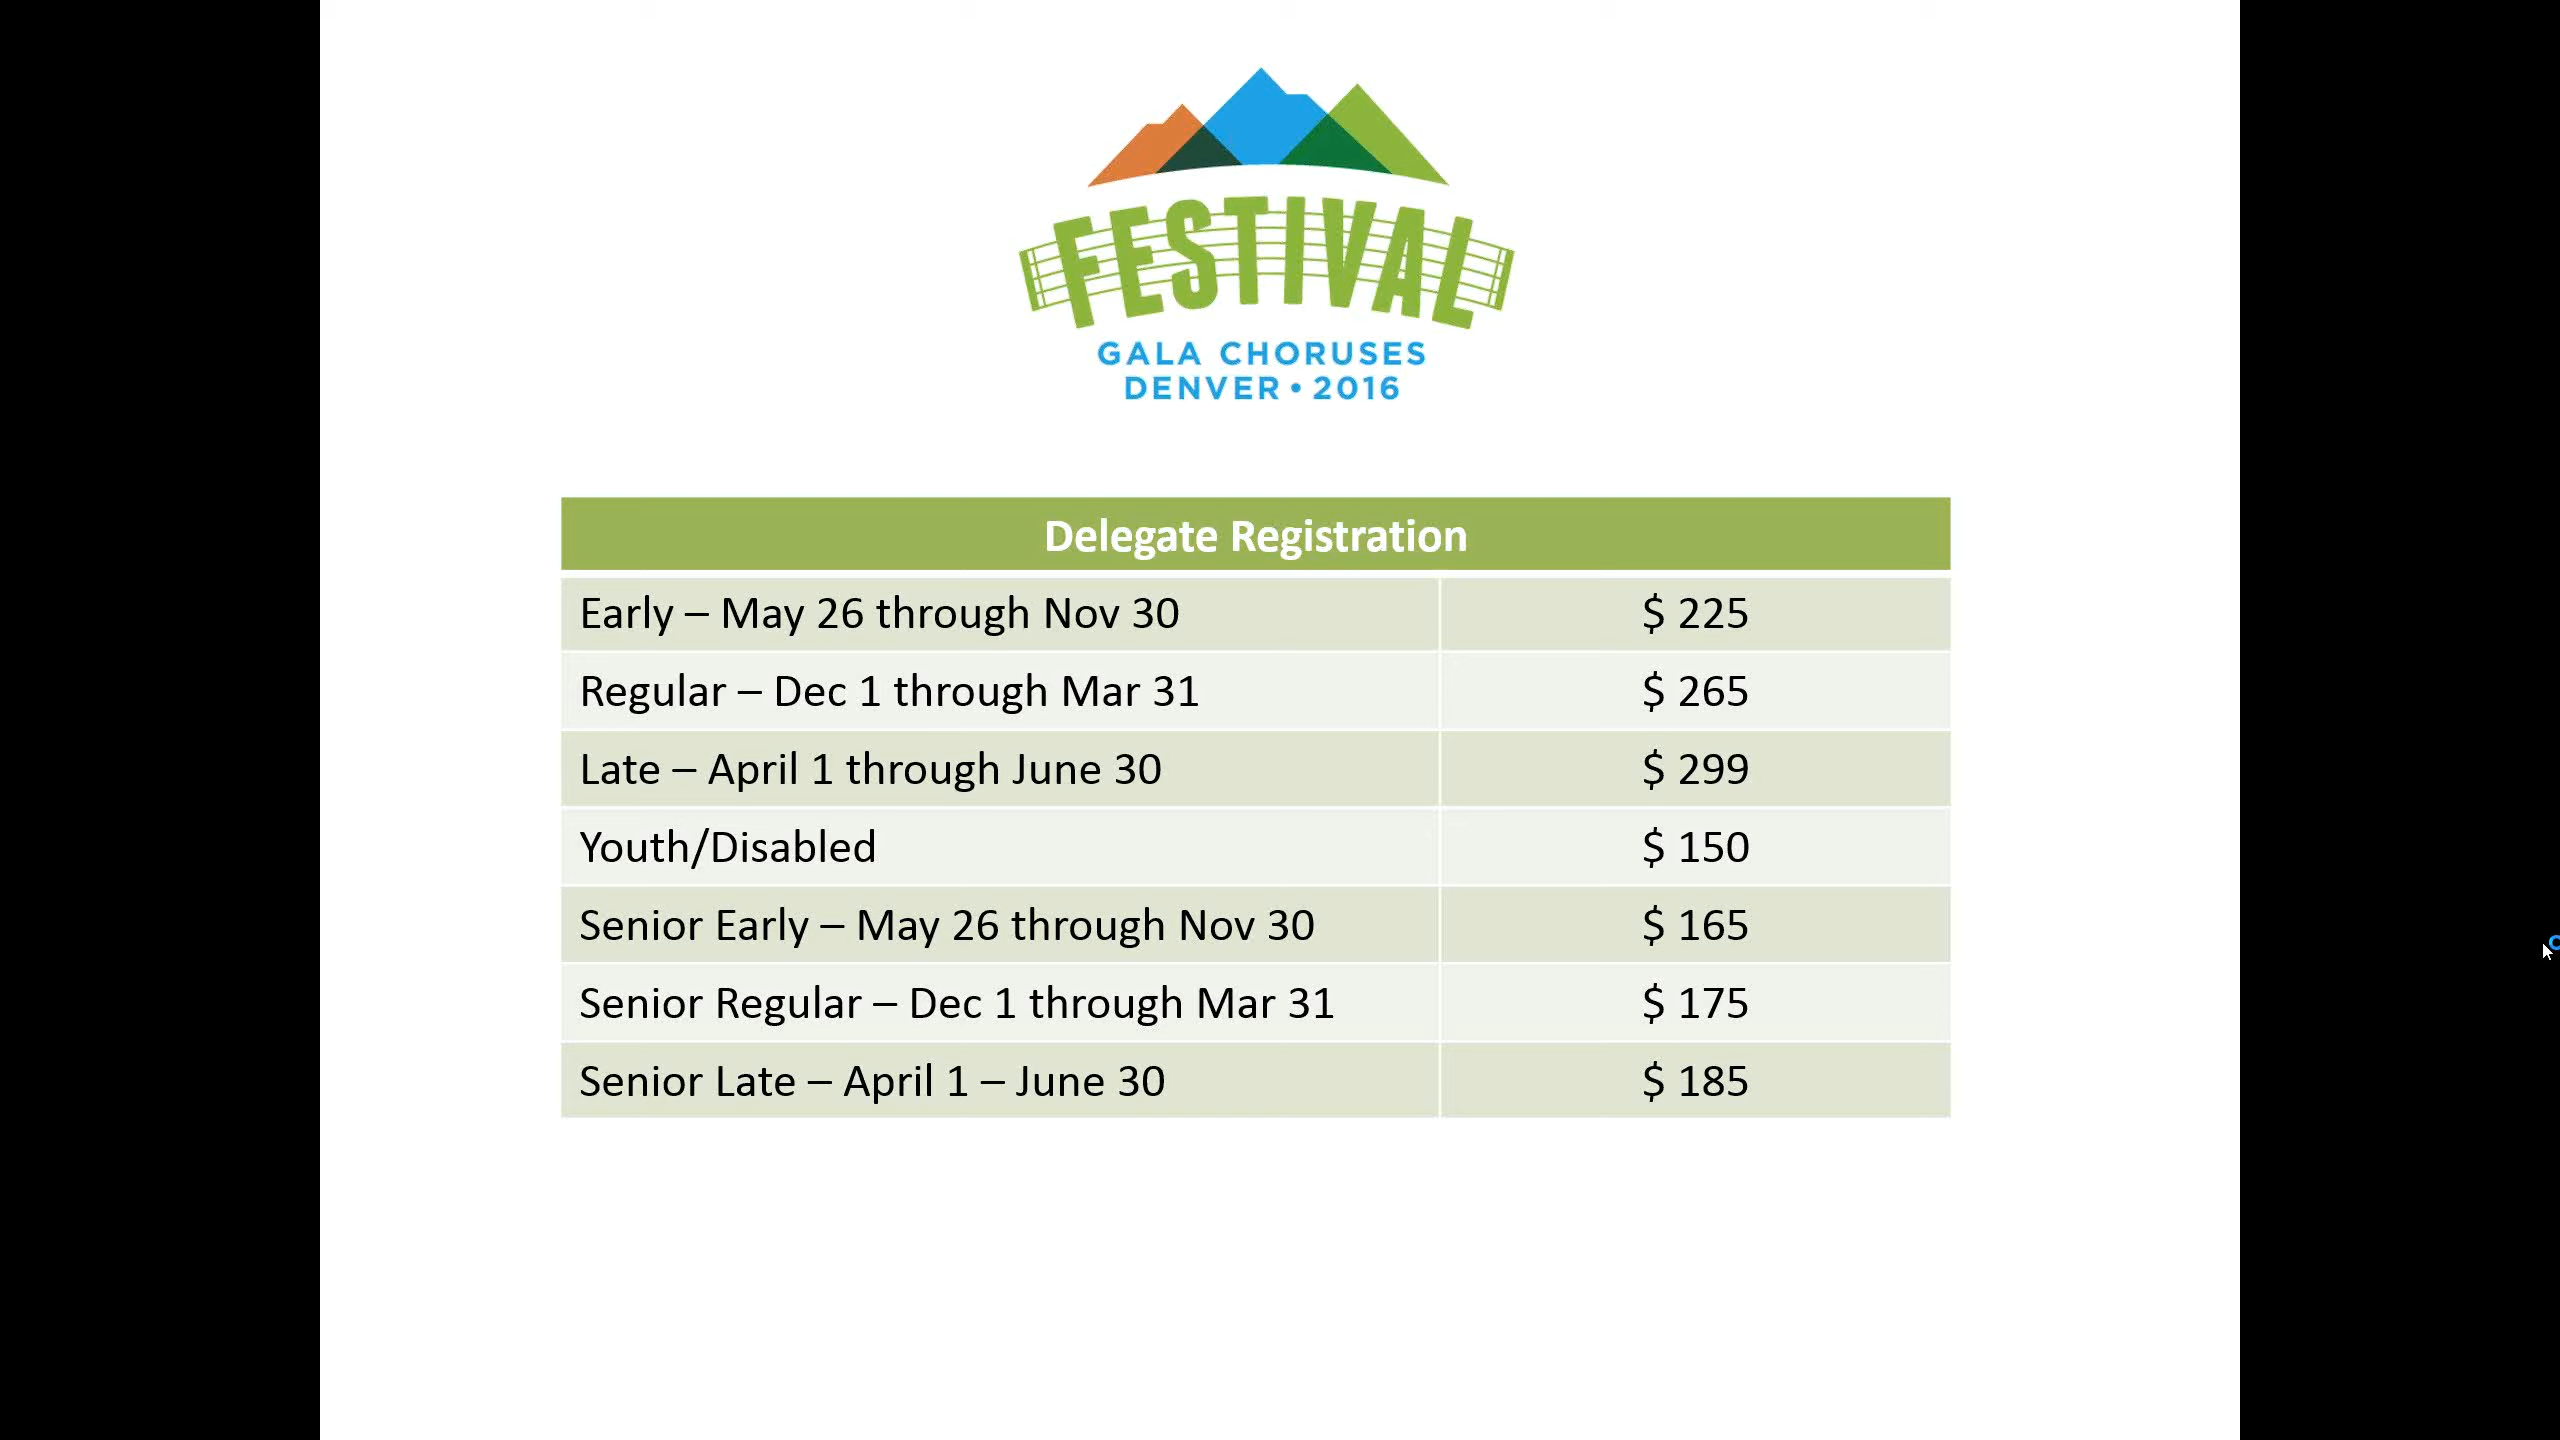 FESTIVAL
GALA CHORUSES
DENVER • 2016
Delegate Registration
Early – May 26 through Nov 30 $ 225
Regular – Dec 1 through Mar 31 $ 265
Late – April 1 through June 30 $ 299
Youth/Disabled $ 150
Senior Early – May 26 through Nov 30 $ 165
Senior Regular – Dec 1 through Mar 31 $ 175
Senior Late – April 1 – June 30 $ 185